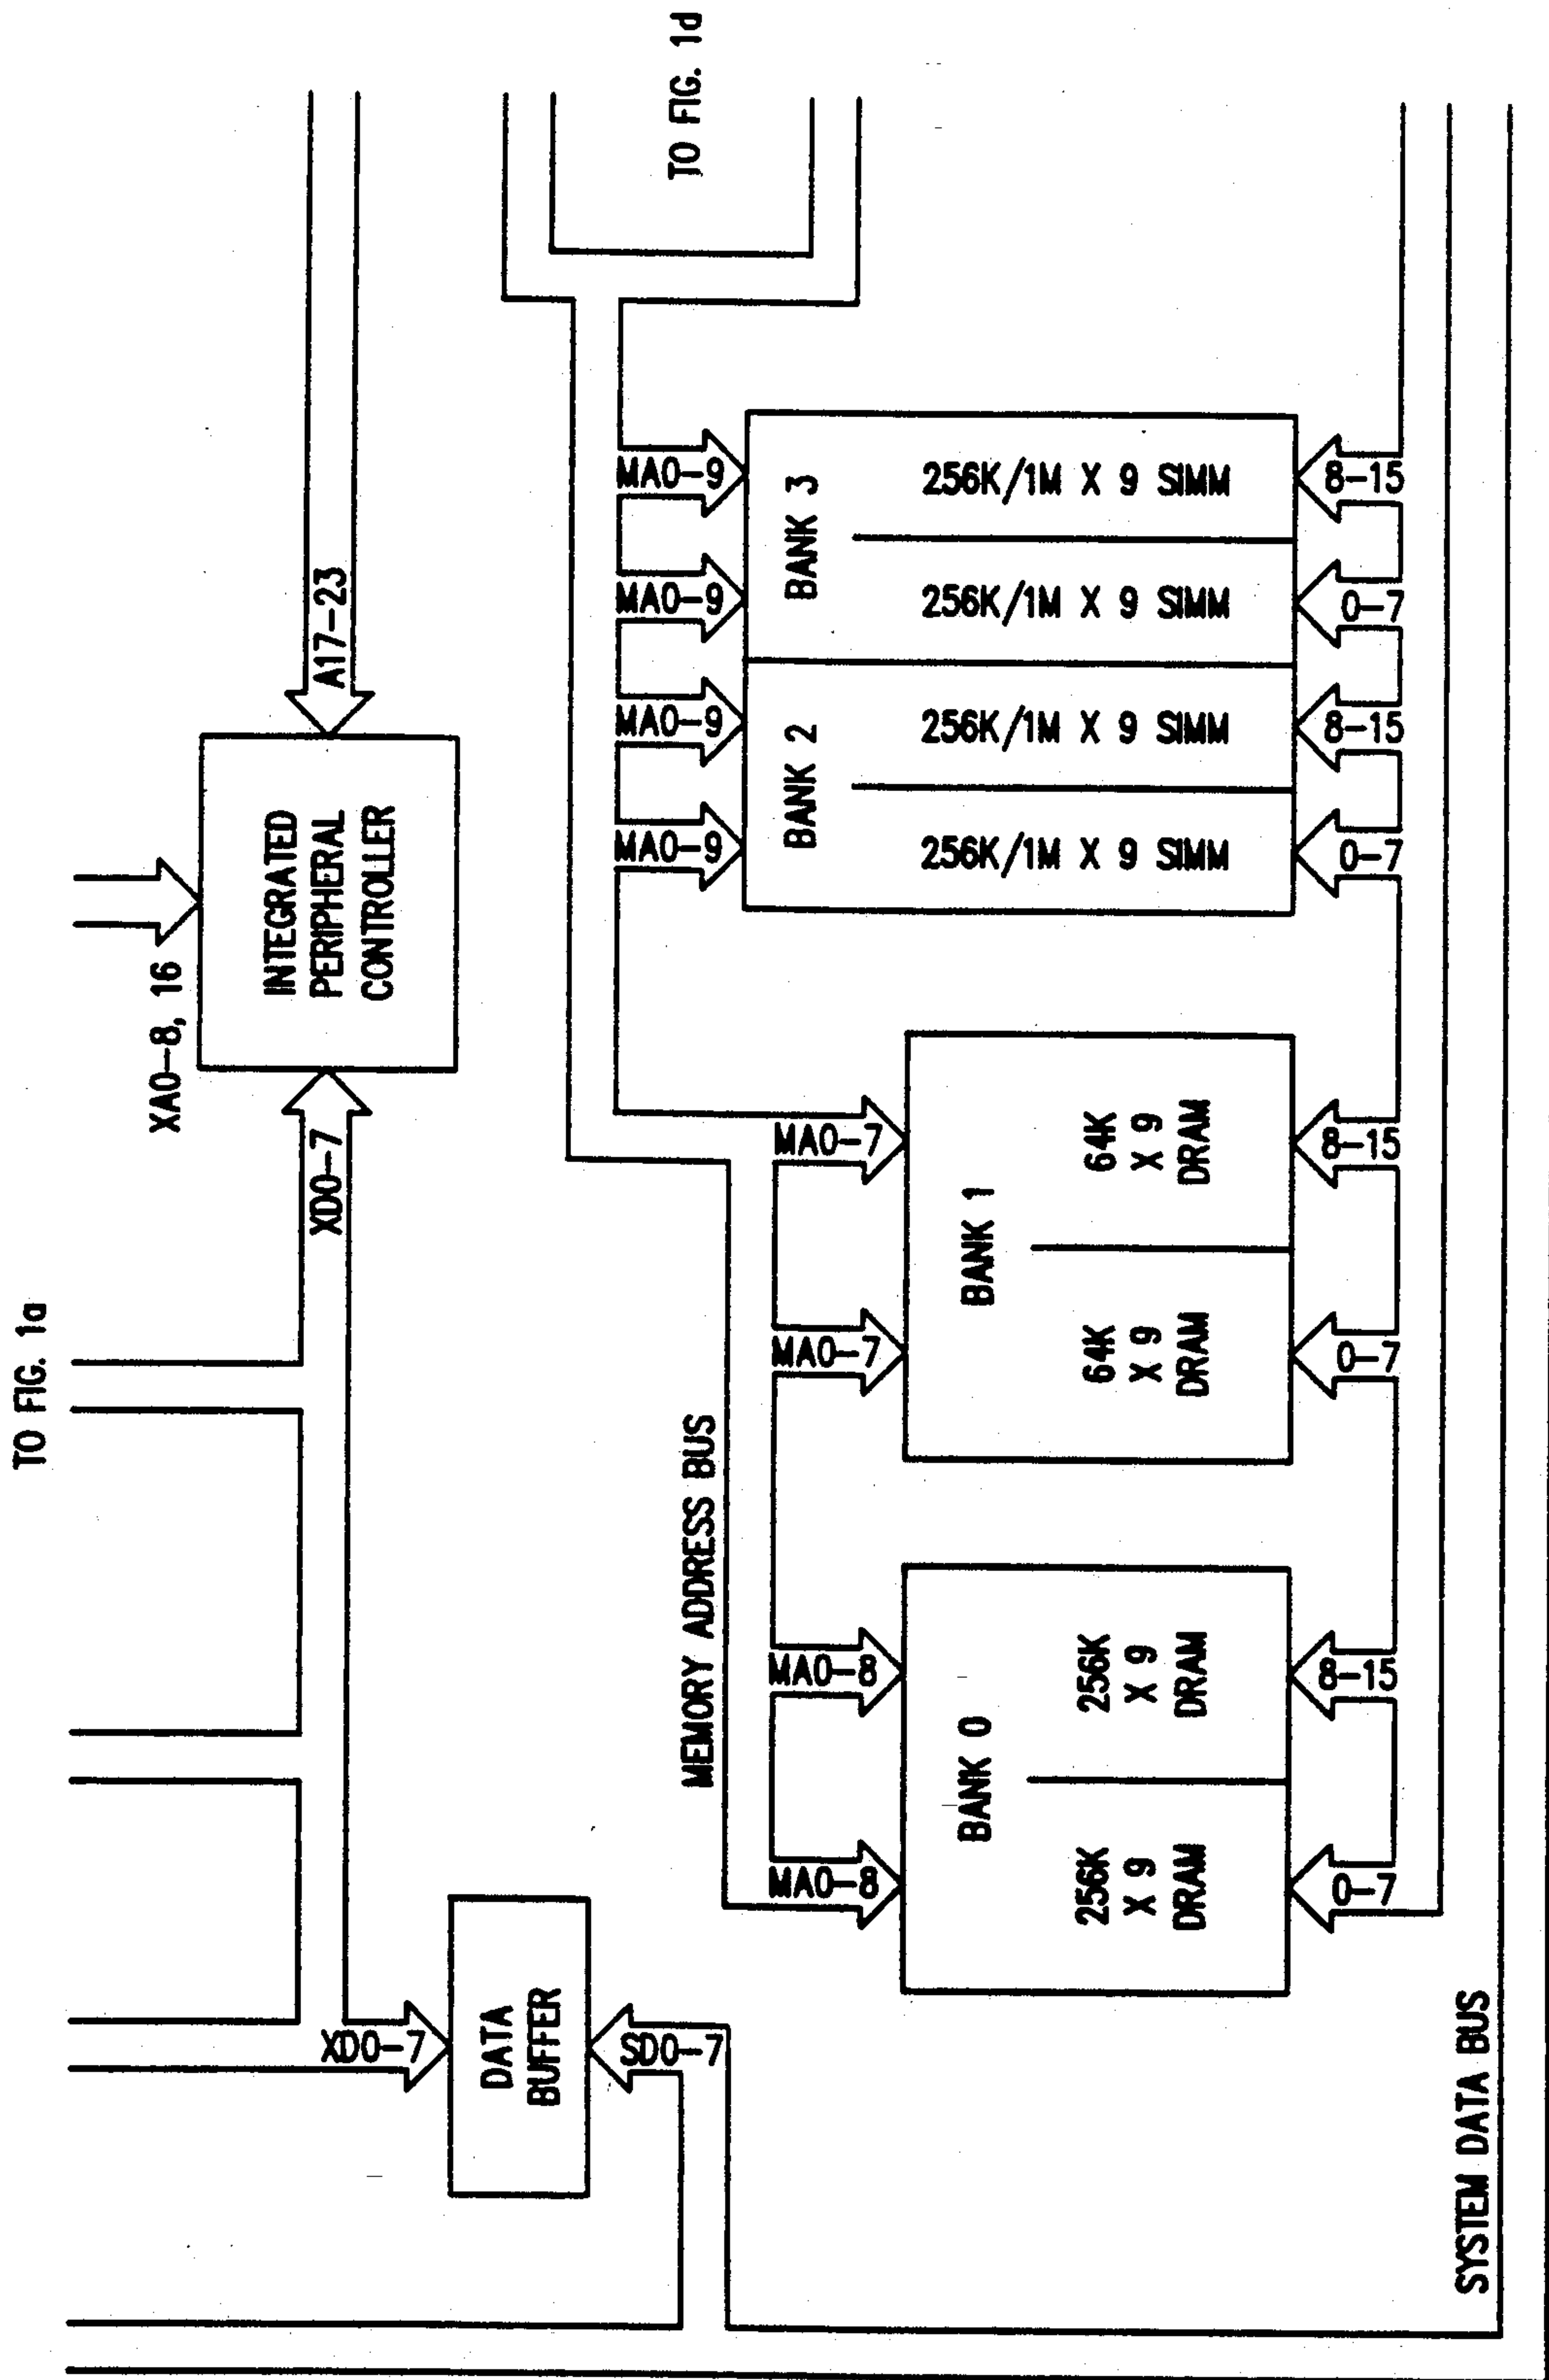 TO FIG. 1a
XA0-8, 16
INTEGRATED
PERIPHERAL
CONTROLLER
XD0-7
A17-23
XD0-7
DATA
BUFFER
SD0-7
TO FIG. 1d
MEMORY ADDRESS BUS
MA0-8
MA0-8
MA0-7
MA0-7
MA0-9
MA0-9
MA0-9
MA0-9
BANK 0
256K
X 9
DRAM
256K
X 9
DRAM
BANK 1
64K
X 9
DRAM
64K
X 9
DRAM
BANK 2
256K/1M X 9 SIMM
256K/1M X 9 SIMM
BANK 3
256K/1M X 9 SIMM
256K/1M X 9 SIMM
0-7
8-15
0-7
8-15
0-7
8-15
0-7
8-15
SYSTEM DATA BUS